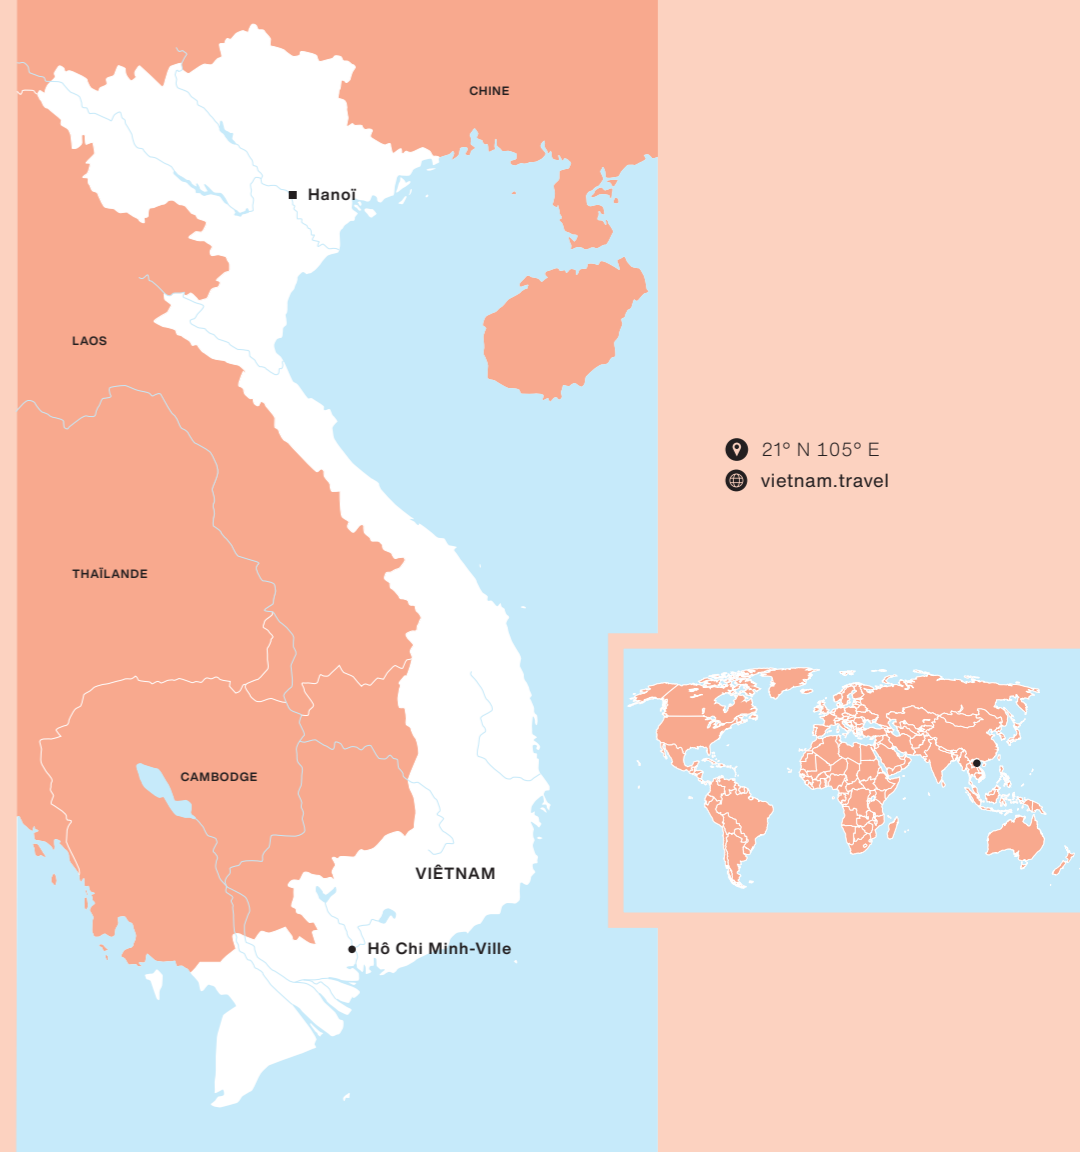 CHINE
Hanoï
LAOS
21° N 105° E
vietnam.travel
THAÏLANDE
CAMBODGE
VIÊTNAM
Hô Chi Minh-Ville